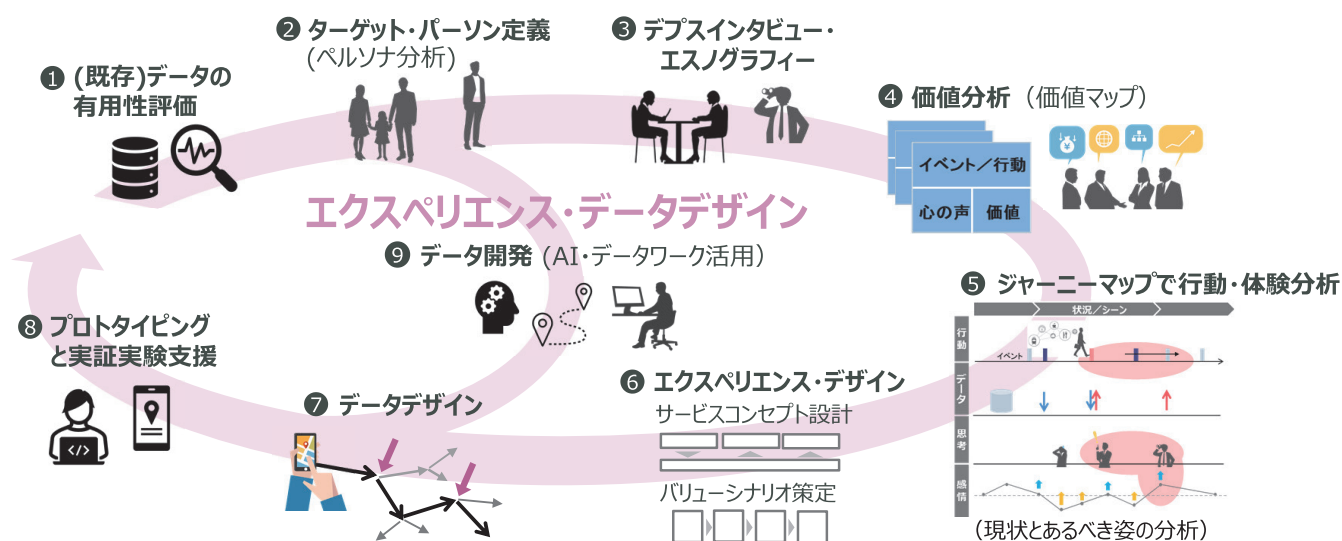 ❶ (既存)データの
有用性評価
❷ ターゲット・パーソン定義
(ペルソナ分析)
❸ デプスインタビュー・
エスノグラフィー
❹ 価値分析（価値マップ）
イベント／行動
心の声
価値
エクスペリエンス・データデザイン
❾ データ開発 (AI・データワーク活用)
❺ ジャーニーマップで行動・体験分析
状況／シーン
行動
イベント
データ
思考
感情
(現状とあるべき姿の分析)
❻ エクスペリエンス・デザイン
サービスコンセプト設計
バリューシナリオ策定
❼ データデザイン
❽ プロトタイピング
と実証実験支援